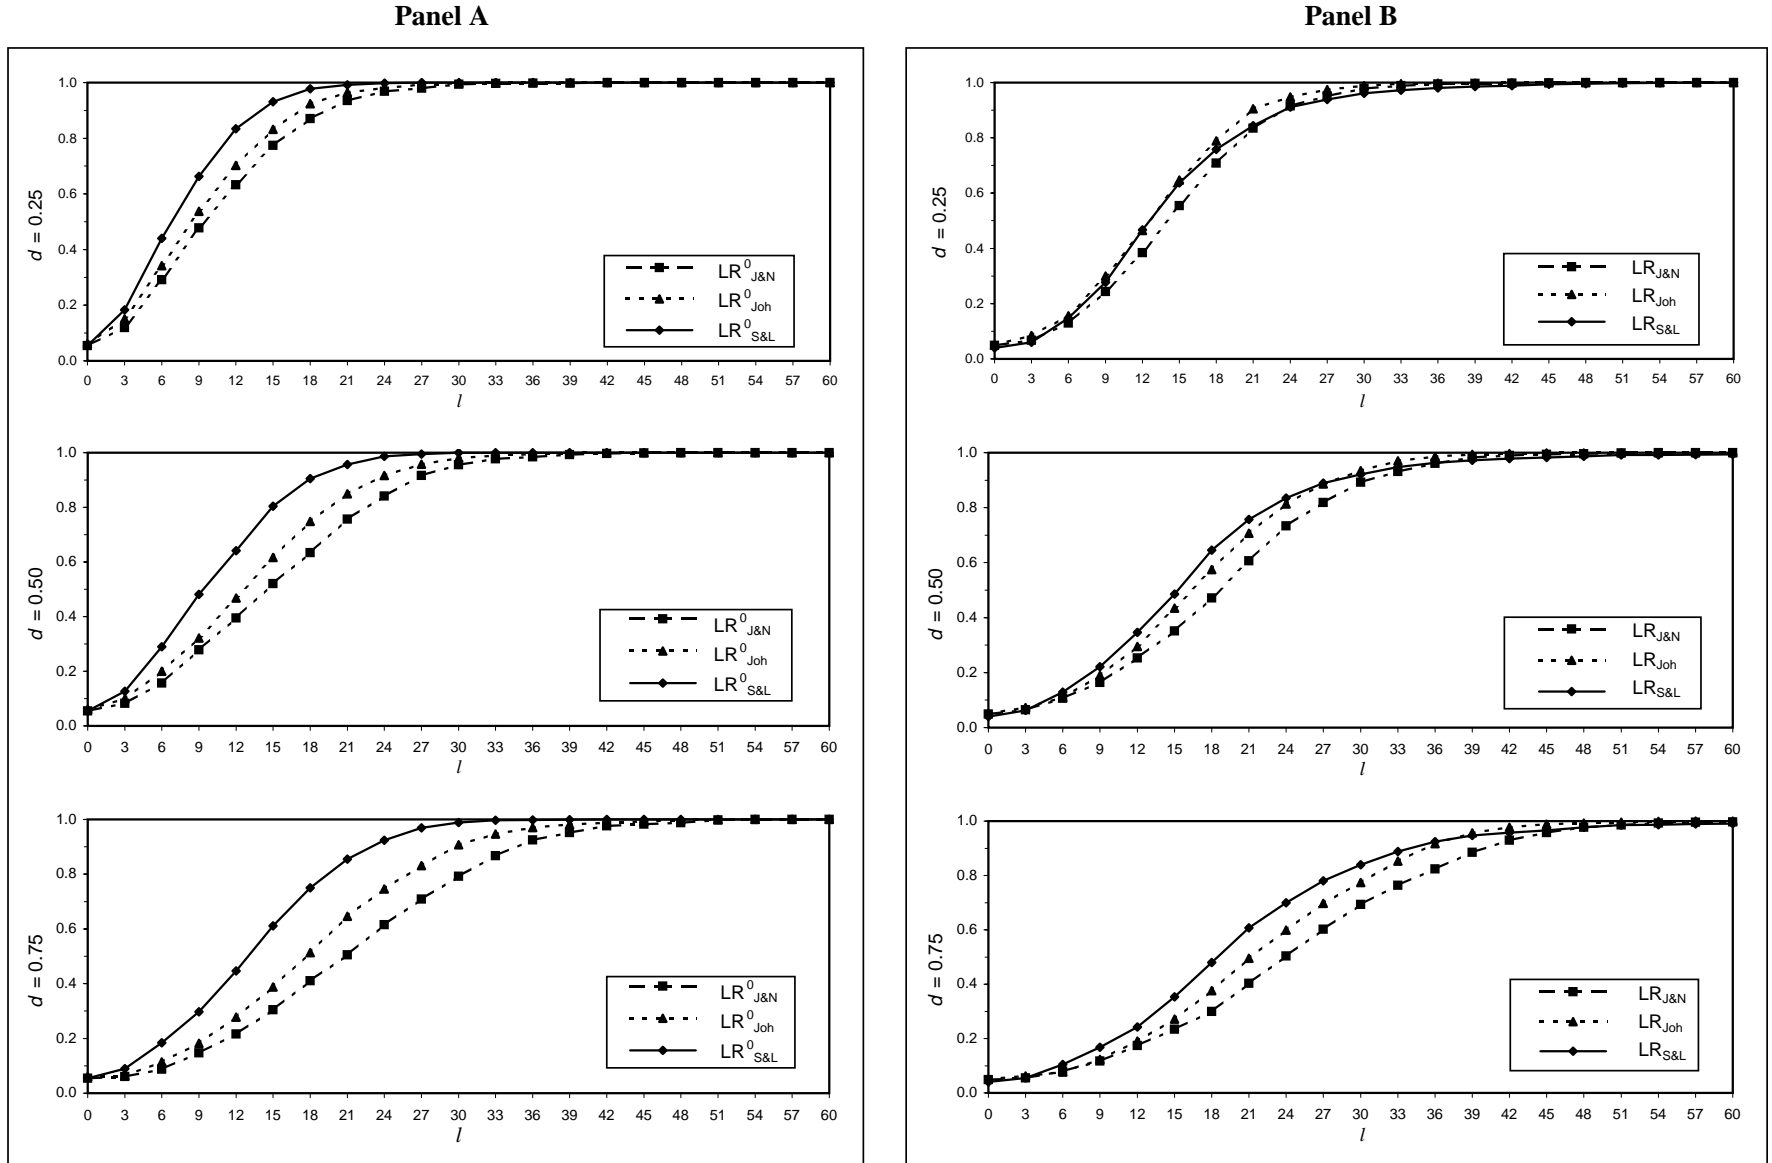 Panel A
1.0
0.8
0.6
0.4
0.2
0.0
d = 0.25
LR⁰J&N
LR⁰Joh
LR⁰S&L
0 3 6 9 12 15 18 21 24 27 30 33 36 39 42 45 48 51 54 57 60
l
1.0
0.8
0.6
0.4
0.2
0.0
d = 0.50
LR⁰J&N
LR⁰Joh
LR⁰S&L
0 3 6 9 12 15 18 21 24 27 30 33 36 39 42 45 48 51 54 57 60
l
1.0
0.8
0.6
0.4
0.2
0.0
d = 0.75
LR⁰J&N
LR⁰Joh
LR⁰S&L
0 3 6 9 12 15 18 21 24 27 30 33 36 39 42 45 48 51 54 57 60
l
Panel B
1.0
0.8
0.6
0.4
0.2
0.0
d = 0.25
LRJ&N
LRJoh
LRS&L
0 3 6 9 12 15 18 21 24 27 30 33 36 39 42 45 48 51 54 57 60
l
1.0
0.8
0.6
0.4
0.2
0.0
d = 0.50
LRJ&N
LRJoh
LRS&L
0 3 6 9 12 15 18 21 24 27 30 33 36 39 42 45 48 51 54 57 60
l
1.0
0.8
0.6
0.4
0.2
0.0
d = 0.75
LRJ&N
LRJoh
LRS&L
0 3 6 9 12 15 18 21 24 27 30 33 36 39 42 45 48 51 54 57 60
l